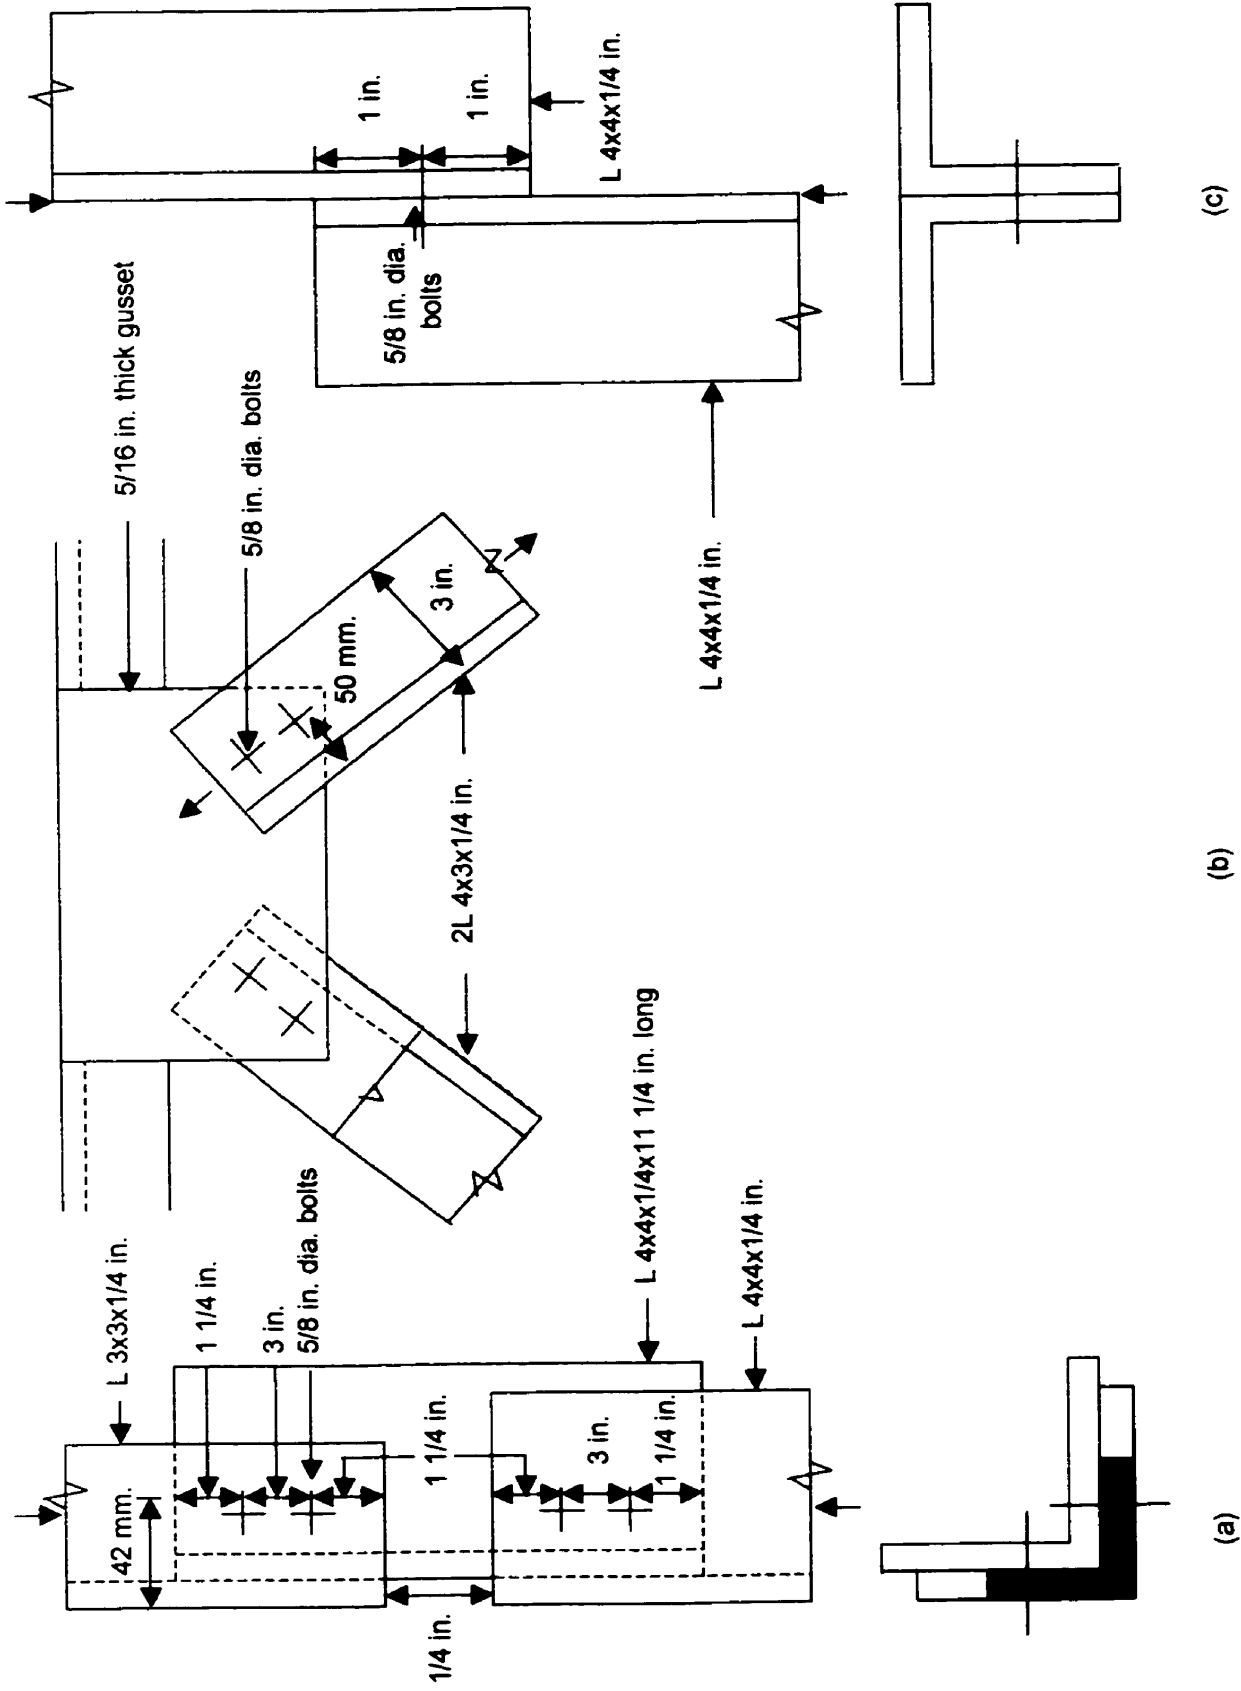 L 3x3x1/4 in.
1 1/4 in.
3 in.
5/8 in. dia. bolts
42 mm.
1 1/4 in.
3 in.
1 1/4 in.
1/4 in.
L 4x4x1/4x11 1/4 in. long
L 4x4x1/4 in.
(a)
5/16 in. thick gusset
5/8 in. dia. bolts
50 mm.
3 in.
2L 4x3x1/4 in.
(b)
1 in.
1 in.
5/8 in. dia.
bolts
L 4x4x1/4 in.
L 4x4x1/4 in.
(c)